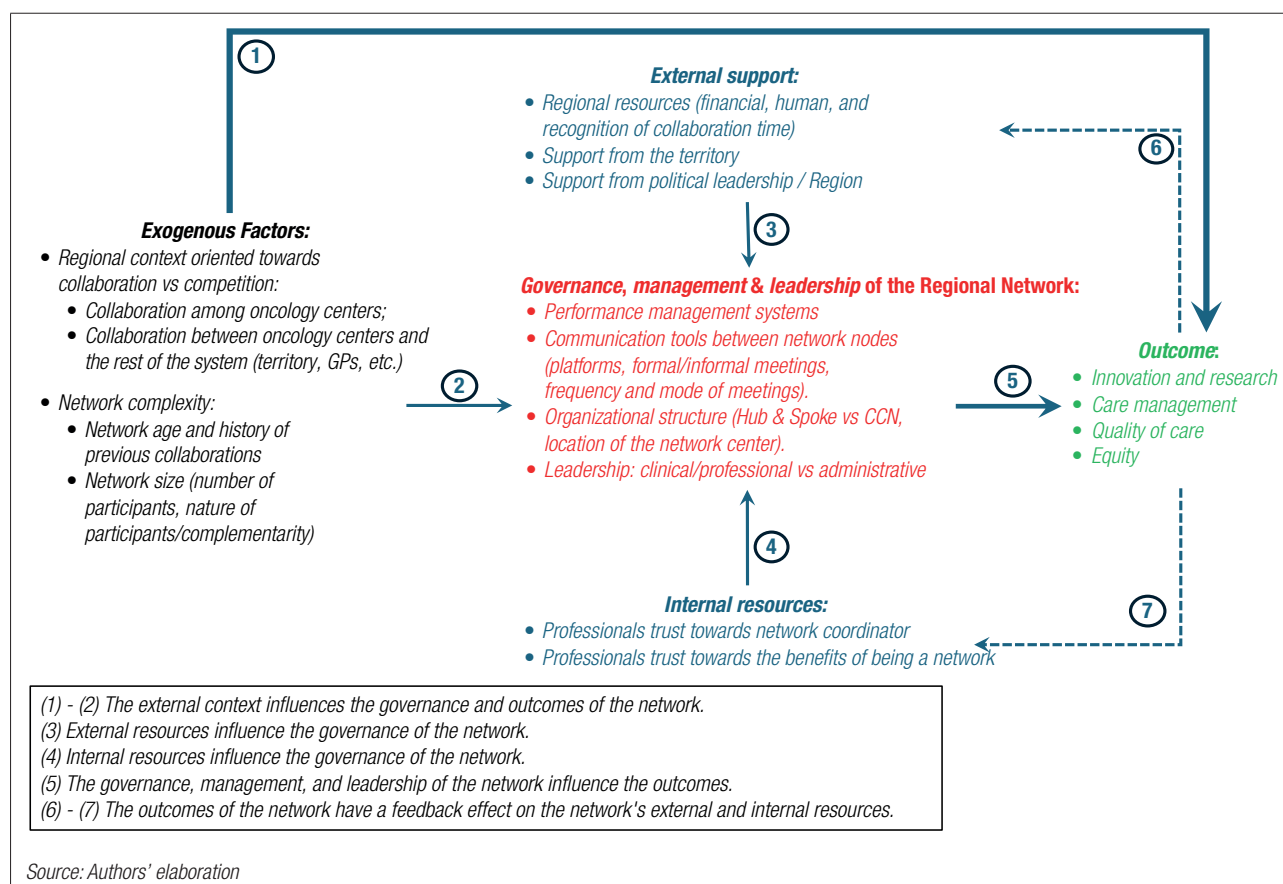 1
External support:
• Regional resources (financial, human, and
recognition of collaboration time)
• Support from the territory
• Support from political leadership / Region
6
3
Exogenous Factors:
• Regional context oriented towards
collaboration vs competition:
• Collaboration among oncology centers;
• Collaboration between oncology centers and
the rest of the system (territory, GPs, etc.)
• Network complexity:
• Network age and history of
previous collaborations
• Network size (number of
participants, nature of
participants/complementarity)
2
Governance, management & leadership of the Regional Network:
• Performance management systems
• Communication tools between network nodes
(platforms, formal/informal meetings,
frequency and mode of meetings).
• Organizational structure (Hub & Spoke vs CCN,
location of the network center).
• Leadership: clinical/professional vs administrative
5
Outcome:
• Innovation and research
• Care management
• Quality of care
• Equity
4
7
Internal resources:
• Professionals trust towards network coordinator
• Professionals trust towards the benefits of being a network
(1) - (2) The external context influences the governance and outcomes of the network.
(3) External resources influence the governance of the network.
(4) Internal resources influence the governance of the network.
(5) The governance, management, and leadership of the network influence the outcomes.
(6) - (7) The outcomes of the network have a feedback effect on the network's external and internal resources.
Source: Authors' elaboration